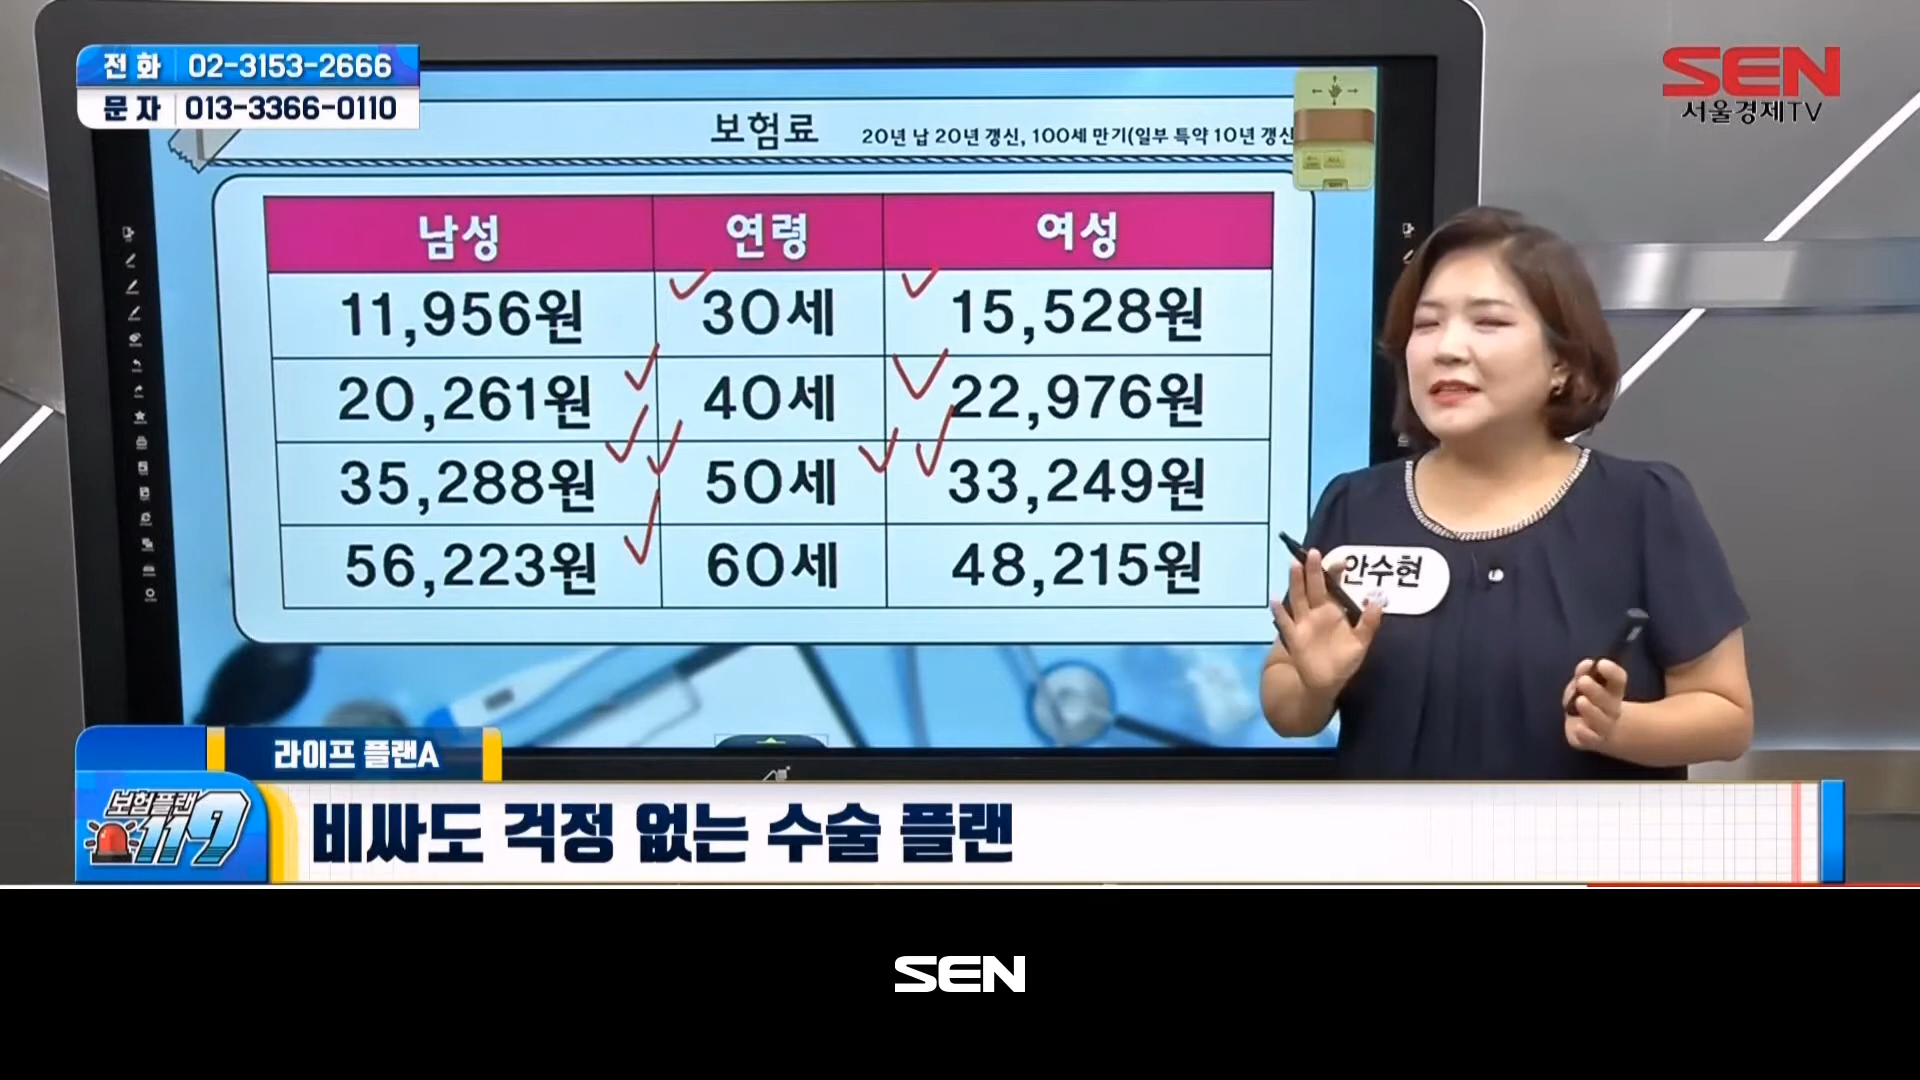 전화 02-3153-2666
문자 013-3366-0110
SEN
서울경제TV
보험료 20년 납 20년 갱신, 100세 만기(일부 특약 10년 갱신
남성 연령 여성
11,956원 30세 15,528원
20,261원 40세 22,976원
35,288원 50세 33,249원
56,223원 60세 48,215원
안수현
라이프 플랜A
보험플랜 119
비싸도 걱정 없는 수술 플랜
SEN